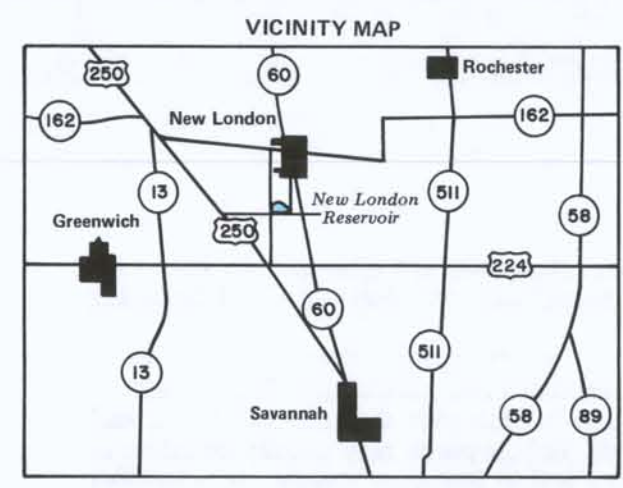 VICINITY MAP
250
60
Rochester
162
New London
162
13
511
New London
Reservoir
58
Greenwich
250
224
60
511
13
Savannah
58
89